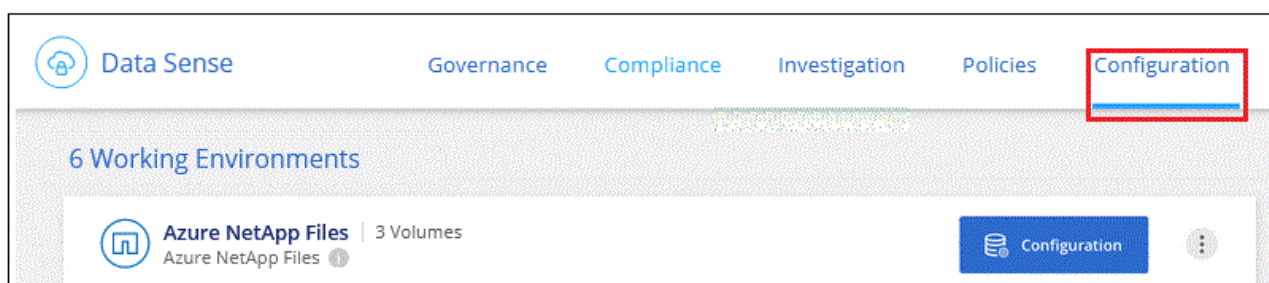 Data Sense Governance Compliance Investigation Policies Configuration
6 Working Environments
Azure NetApp Files | 3 Volumes
Azure NetApp Files
Configuration